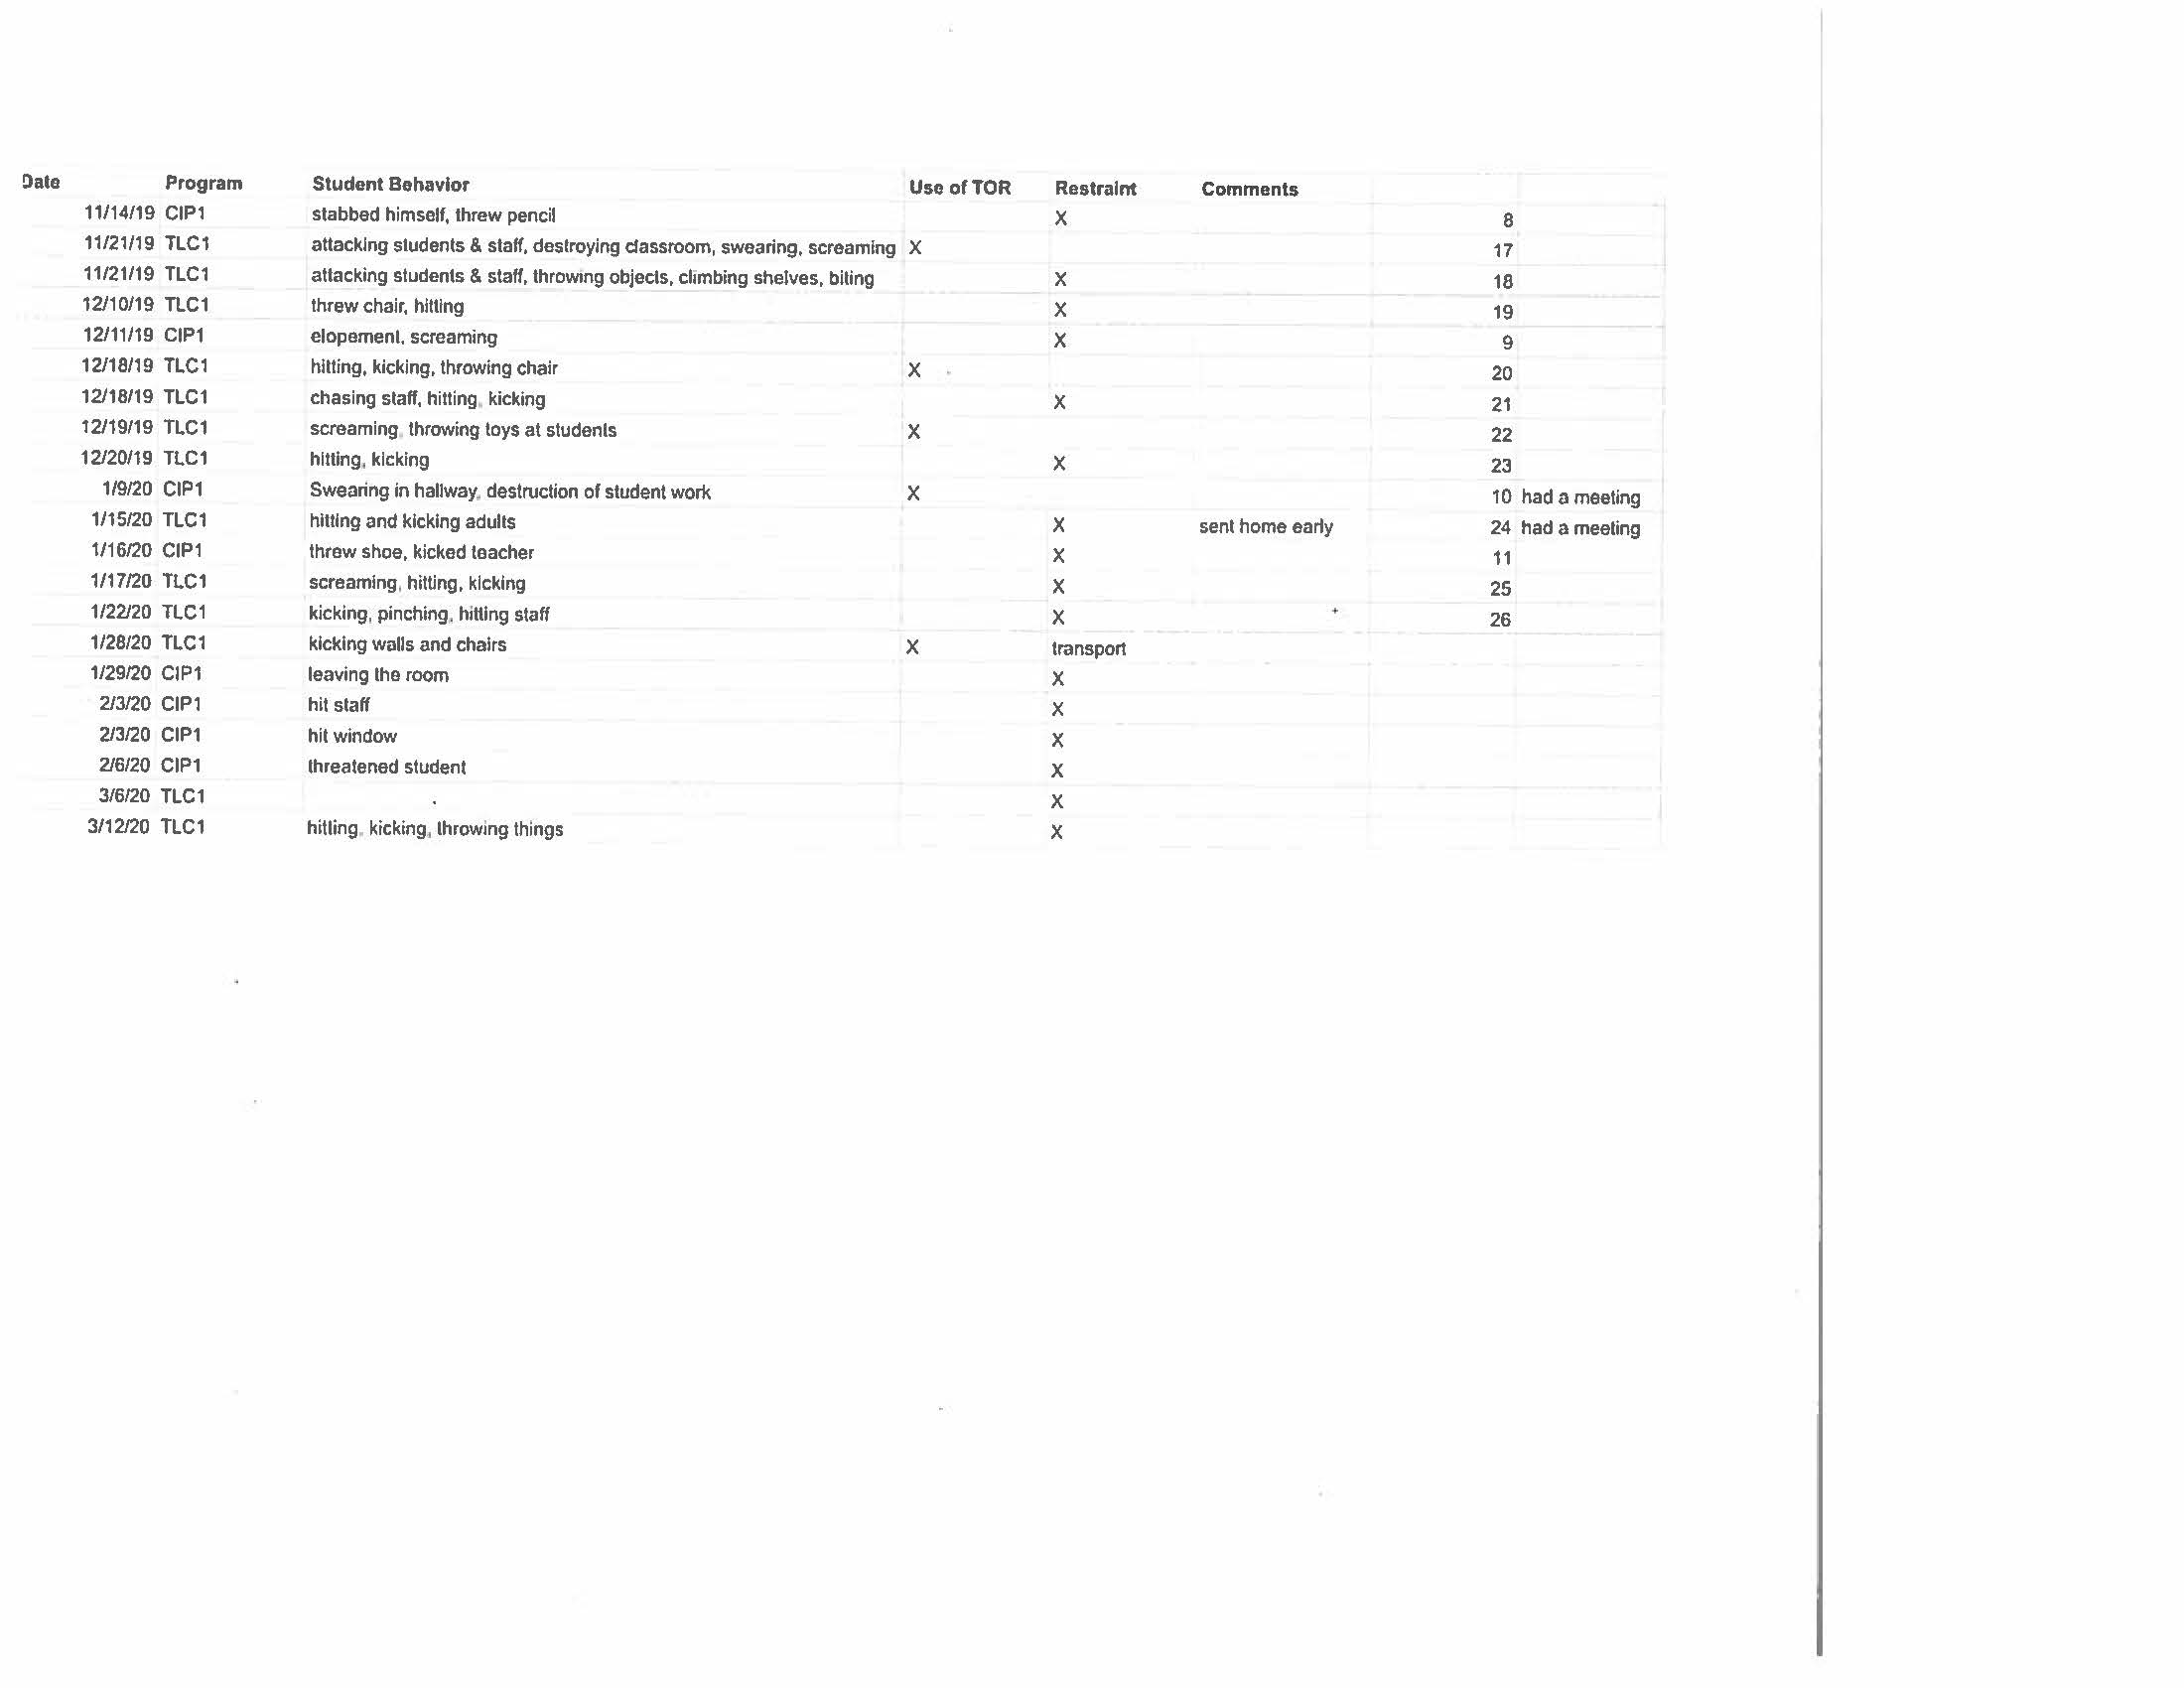 Date Program Student Behavior Use of TOR Restraint Comments
11/14/19 CIP1 stabbed himself, threw pencil X 8
11/21/19 TLC1 attacking students & staff, destroying classroom, swearing, screaming X 17
11/21/19 TLC1 attacking students & staff, throwing objects, climbing shelves, biting X 18
12/10/19 TLC1 threw chair, hitting X 19
12/11/19 CIP1 elopement, screaming X 9
12/18/19 TLC1 hitting, kicking, throwing chair X 20
12/18/19 TLC1 chasing staff, hitting, kicking X 21
12/19/19 TLC1 screaming, throwing toys at students X 22
12/20/19 TLC1 hitting, kicking X 23
1/9/20 CIP1 Swearing in hallway, destruction of student work X 10 had a meeting
1/15/20 TLC1 hitting and kicking adults X sent home early 24 had a meeting
1/16/20 CIP1 threw shoe, kicked teacher X 11
1/17/20 TLC1 screaming, hitting, kicking X 25
1/22/20 TLC1 kicking, pinching, hitting staff X 26
1/28/20 TLC1 kicking walls and chairs X transport
1/29/20 CIP1 leaving the room X
2/3/20 CIP1 hit staff X
2/3/20 CIP1 hit window X
2/6/20 CIP1 threatened student X
3/6/20 TLC1 X
3/12/20 TLC1 hitting, kicking, throwing things X